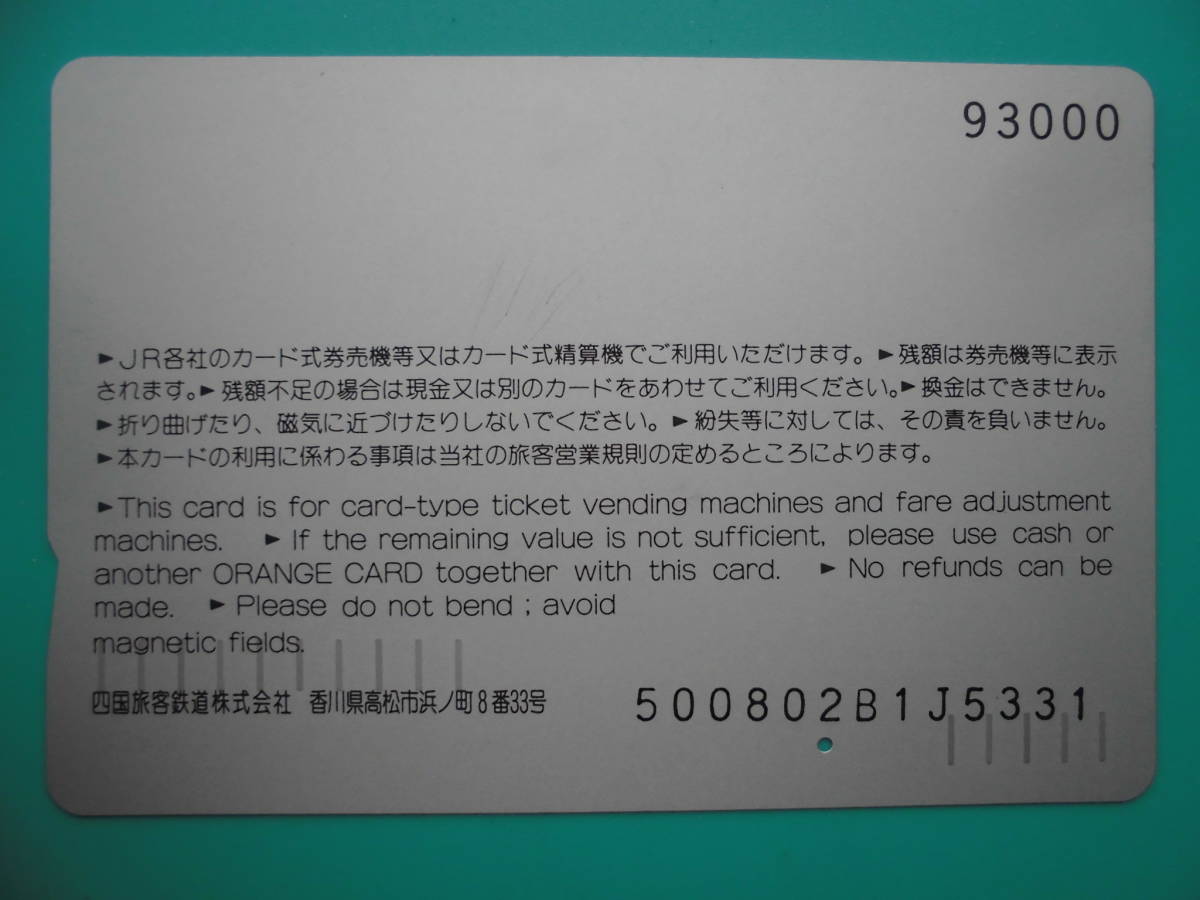 93000
►JR各社のカード式券売機等又はカード式精算機でご利用いただけます。►残額は券売機等に表示
されます。►残額不足の場合は現金又は別のカードをあわせてご利用ください。►換金はできません。
►折り曲げたり、磁気に近づけたりしないでください。►紛失等に対しては、その責を負いません。
►本カードの利用に係わる事項は当社の旅客営業規則の定めるところによります。
►This card is for card-type ticket vending machines and fare adjustment
machines. ►If the remaining value is not sufficient, please use cash or
another ORANGE CARD together with this card. ►No refunds can be
made. ►Please do not bend ; avoid
magnetic fields.
四国旅客鉄道株式会社 香川県高松市浜ノ町8番33号 500802B1J5331